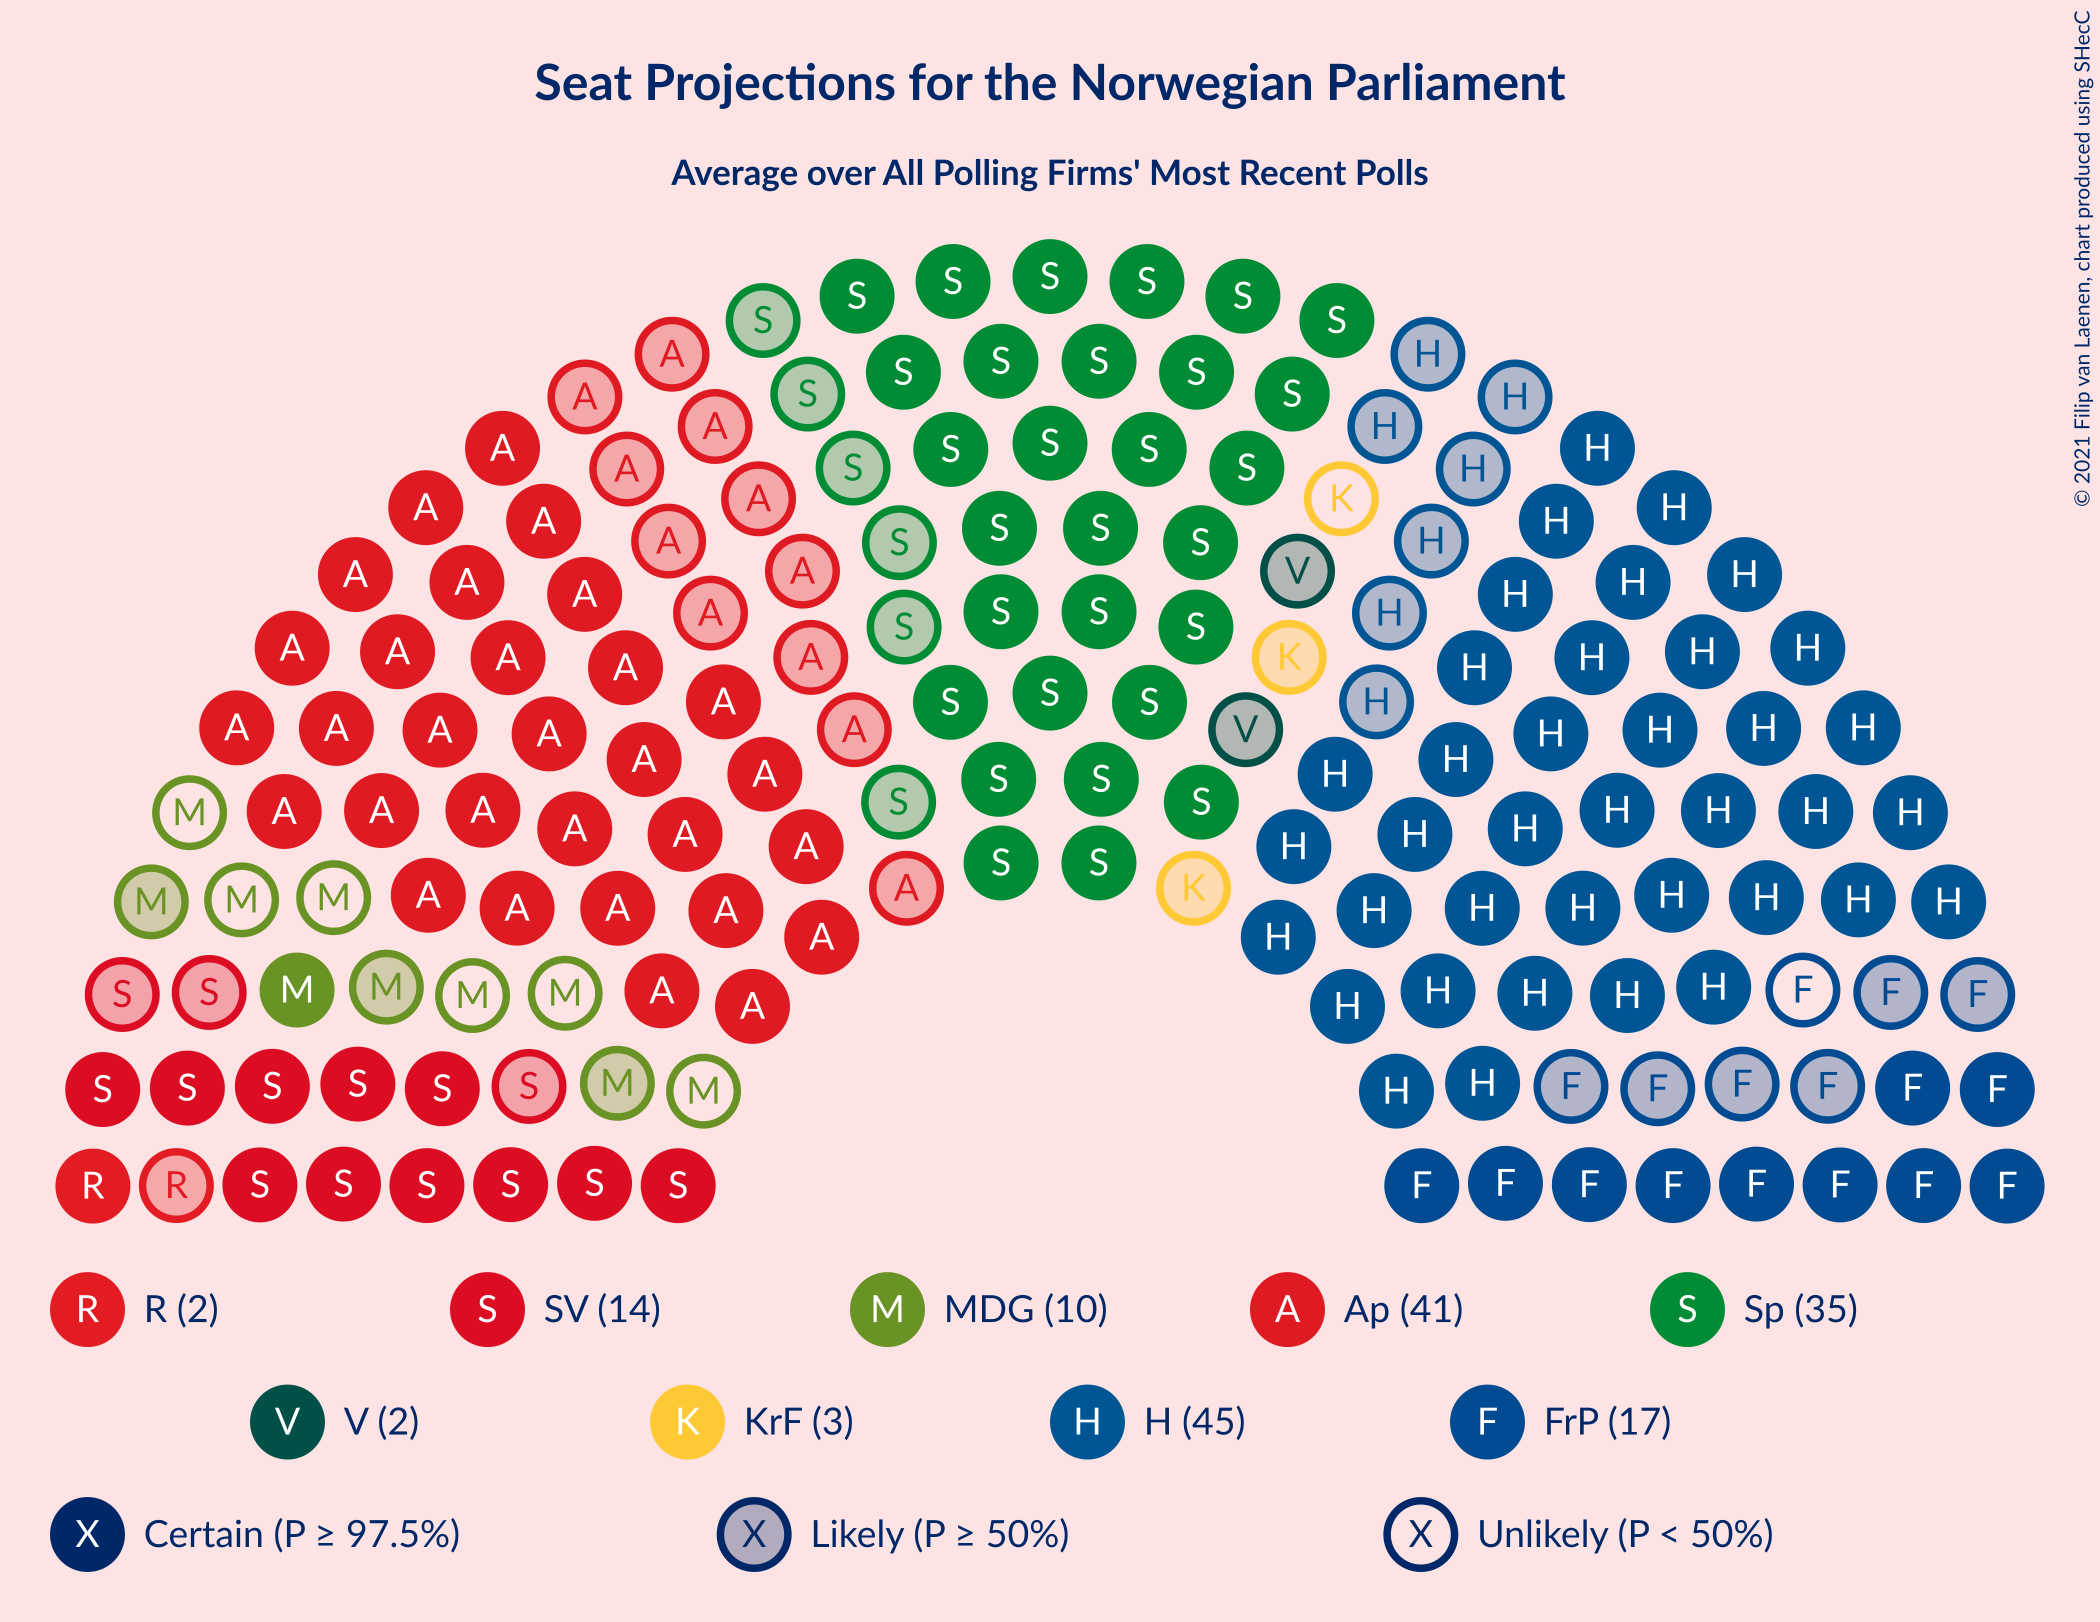 Seat Projections for the Norwegian Parliament
Average over All Polling Firms' Most Recent Polls
© 2021 Filip van Laenen, chart produced using SHecC
S S S S S
S S
A S S S S H
A S S H
A A S S S H H
A S S H
A A A A S S S S K H H H
A A A A A S S V H H H H
A A A A A S S K H H H H
A A A A A A A S S S V H H H H H H
M A A A A A A A S S S S H H H H H H H H
M M M A A A A A A S S K H H H H H H H H
S S M M M M A A H H H H H F F F
S S S S S S M M H H F F F F F F
R R S S S S S S F F F F F F F F
R R (2) S SV (14) M MDG (10) A Ap (41) S Sp (35)
V V (2) K KrF (3) H H (45) F FrP (17)
X Certain (P ≥ 97.5%) X Likely (P ≥ 50%) X Unlikely (P < 50%)